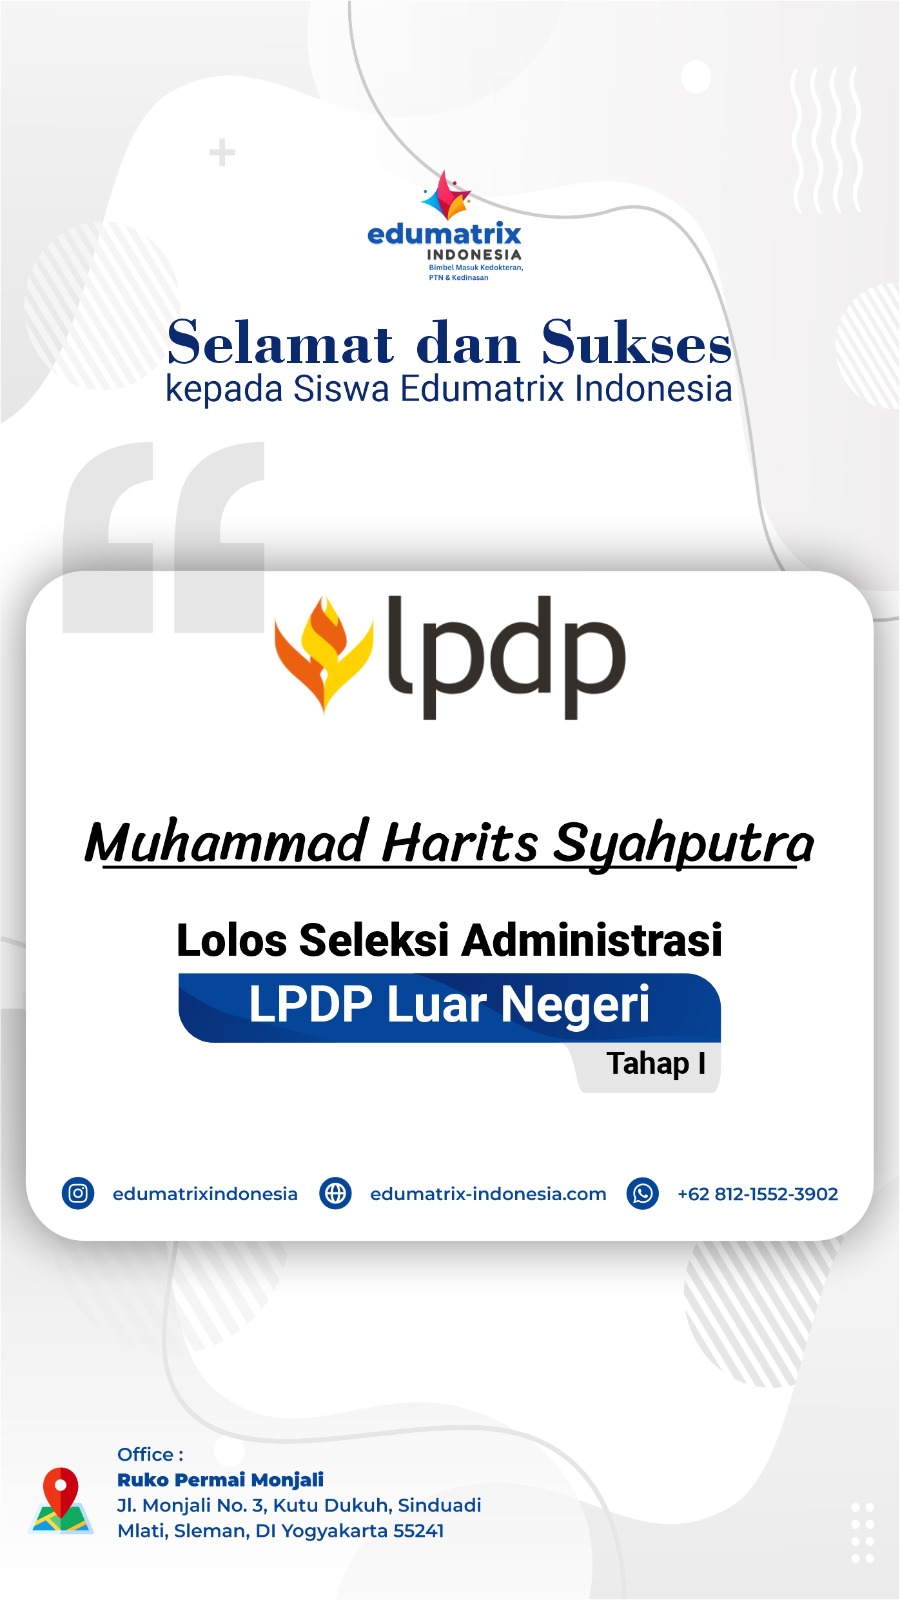 edumatrix
INDONESIA
Bimbel Masuk Kedokteran,
PTN & Kedinasan
Selamat dan Sukses
kepada Siswa Edumatrix Indonesia
lpdp
Muhammad Harits Syahputra
Lolos Seleksi Administrasi
LPDP Luar Negeri
Tahap I
edumatrixindonesia
edumatrix-indonesia.com
+62 812-1552-3902
Office :
Ruko Permai Monjali
Jl. Monjali No. 3, Kutu Dukuh, Sinduadi
Mlati, Sleman, DI Yogyakarta 55241